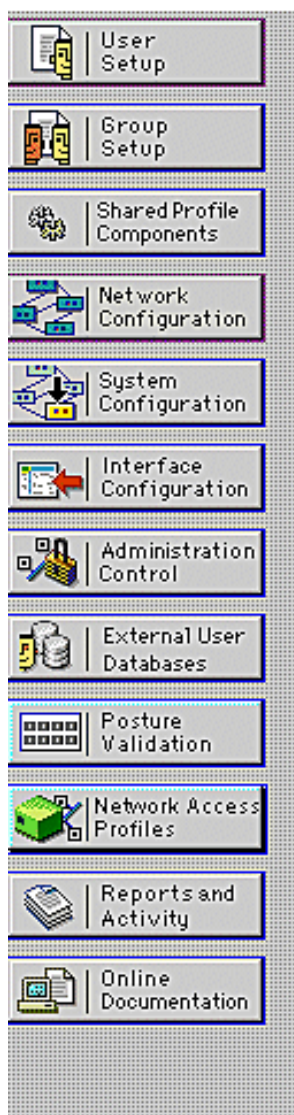 User
Setup
Group
Setup
Shared Profile
Components
Network
Configuration
System
Configuration
Interface
Configuration
Administration
Control
External User
Databases
Posture
Validation
Network Access
Profiles
Reports and
Activity
Online
Documentation